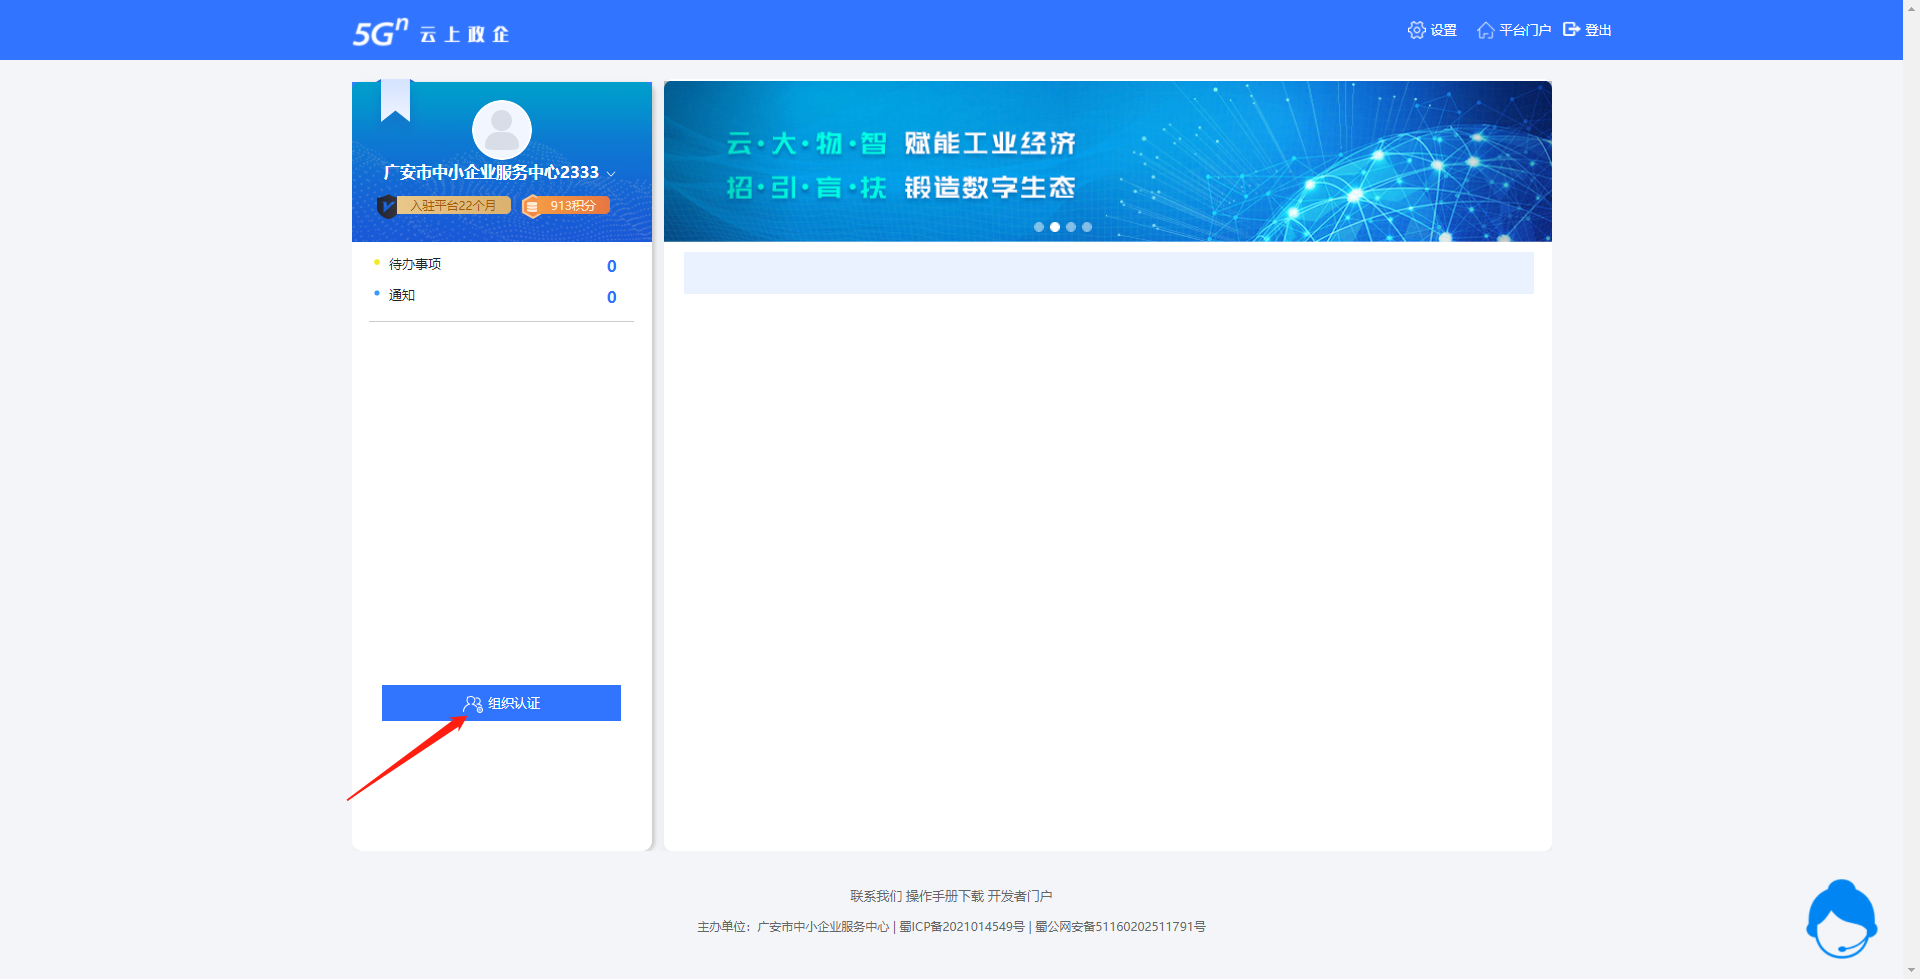 5Gⁿ 云上政企
设置 平台门户 登出
广安市中小企业服务中心2333
入驻平台22个月 913积分
待办事项 0
通知 0
组织认证
云·大·物·智 赋能工业经济
招·引·育·扶 锻造数字生态
联系我们 操作手册下载 开发者门户
主办单位：广安市中小企业服务中心 | 蜀ICP备2021014549号 | 蜀公网安备51160202511791号